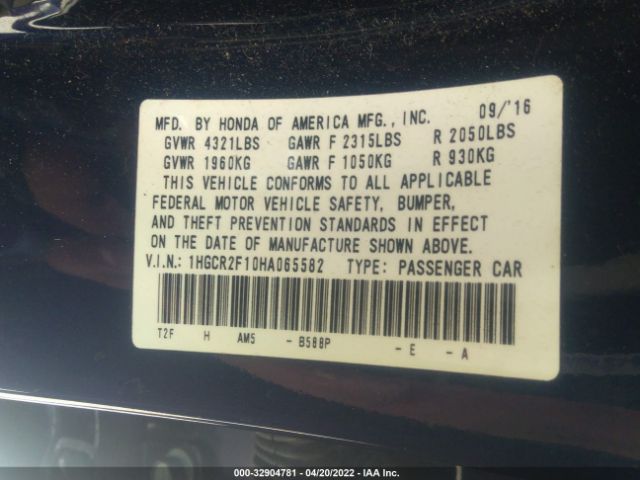 MFD. BY HONDA OF AMERICA MFG., INC. 09/'16
GVWR 4321LBS GAWR F 2315LBS R 2050LBS
GVWR 1960KG GAWR F 1050KG R 930KG
THIS VEHICLE CONFORMS TO ALL APPLICABLE
FEDERAL MOTOR VEHICLE SAFETY, BUMPER,
AND THEFT PREVENTION STANDARDS IN EFFECT
ON THE DATE OF MANUFACTURE SHOWN ABOVE.
V.I.N.: 1HGCR2F10HA065582 TYPE: PASSENGER CAR
T2F H AM5 - B588P - E - A
000-32904781 - 04/20/2022 - IAA Inc.